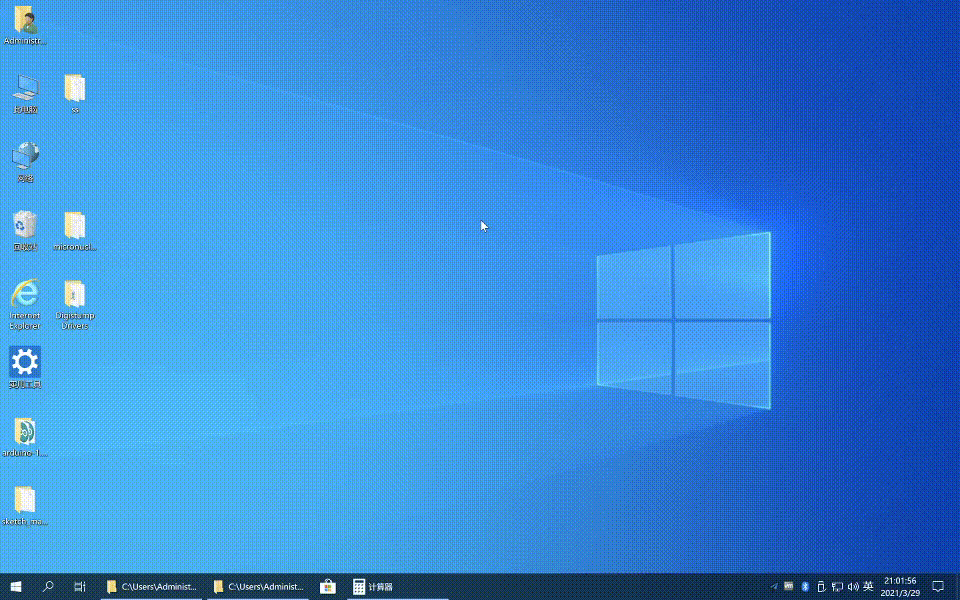 Administr...
此电脑
ss
网络
回收站
micronucl...
Internet
Explorer
Digistump
Drivers
实用工具
arduino-1....
sketch_ma...
C:\Users\Administ...
C:\Users\Administ...
计算器
英
21:01:56
2021/3/29